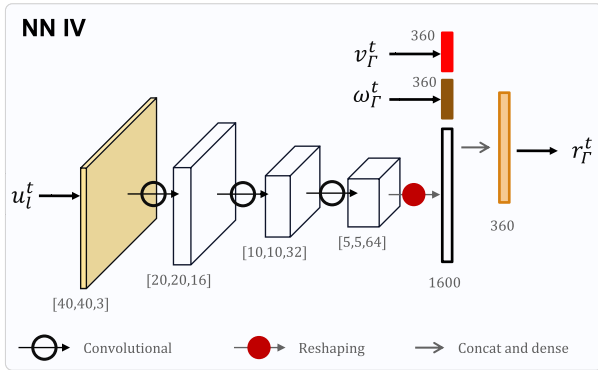 NN IV
360
v_Γ^t
360
ω_Γ^t
u_l^t
r_Γ^t
[40,40,3]
[20,20,16]
[10,10,32]
[5,5,64]
1600
360
Convolutional
Reshaping
Concat and dense